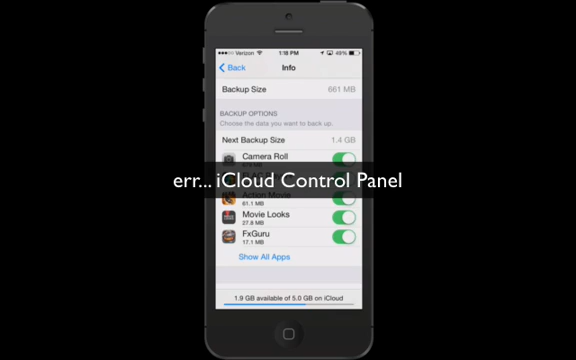 Verizon 1:18 PM 49%
Back Info
Backup Size 661 MB
BACKUP OPTIONS
Choose the data you want to back up.
Next Backup Size 1.4 GB
Camera Roll
err... iCloud Control Panel
Action Movie
61.1 MB
Movie Looks
27.8 MB
FxGuru
17.1 MB
Show All Apps
1.9 GB available of 5.0 GB on iCloud